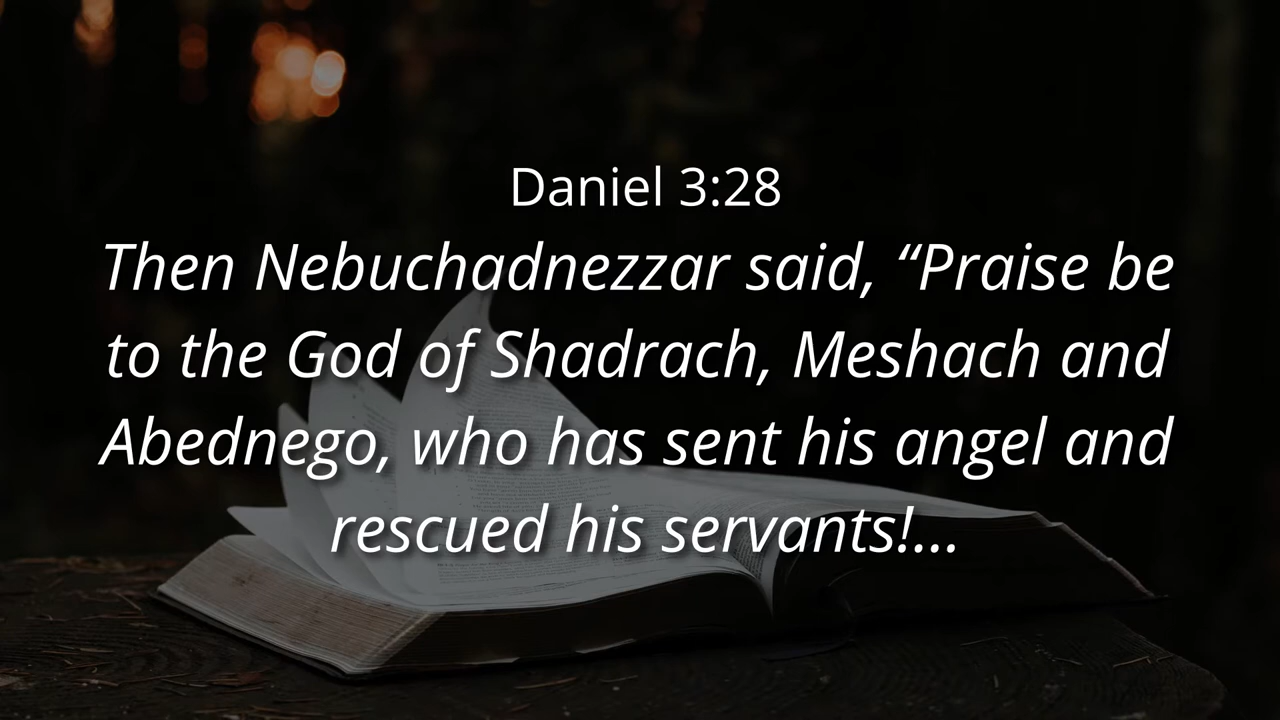 Daniel 3:28
Then Nebuchadnezzar said, “Praise be
to the God of Shadrach, Meshach and
Abednego, who has sent his angel and
rescued his servants!...